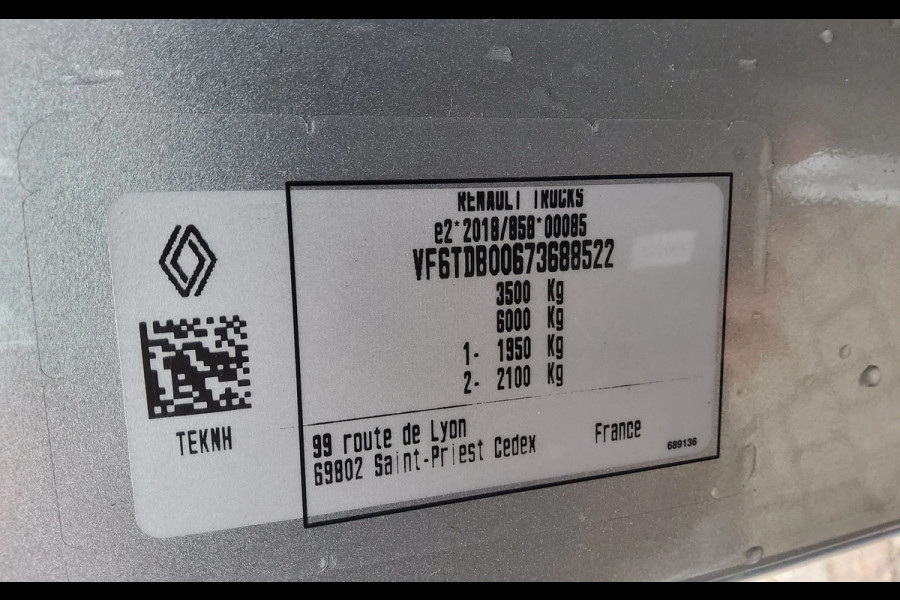 RENAULT TRUCKS
e2*2018/858*00085
VF6TDB00673688522
3500 Kg
6000 Kg
1- 1950 Kg
2- 2100 Kg
TEKNH
99 route de Lyon
69802 Saint-Priest Cedex France
689136